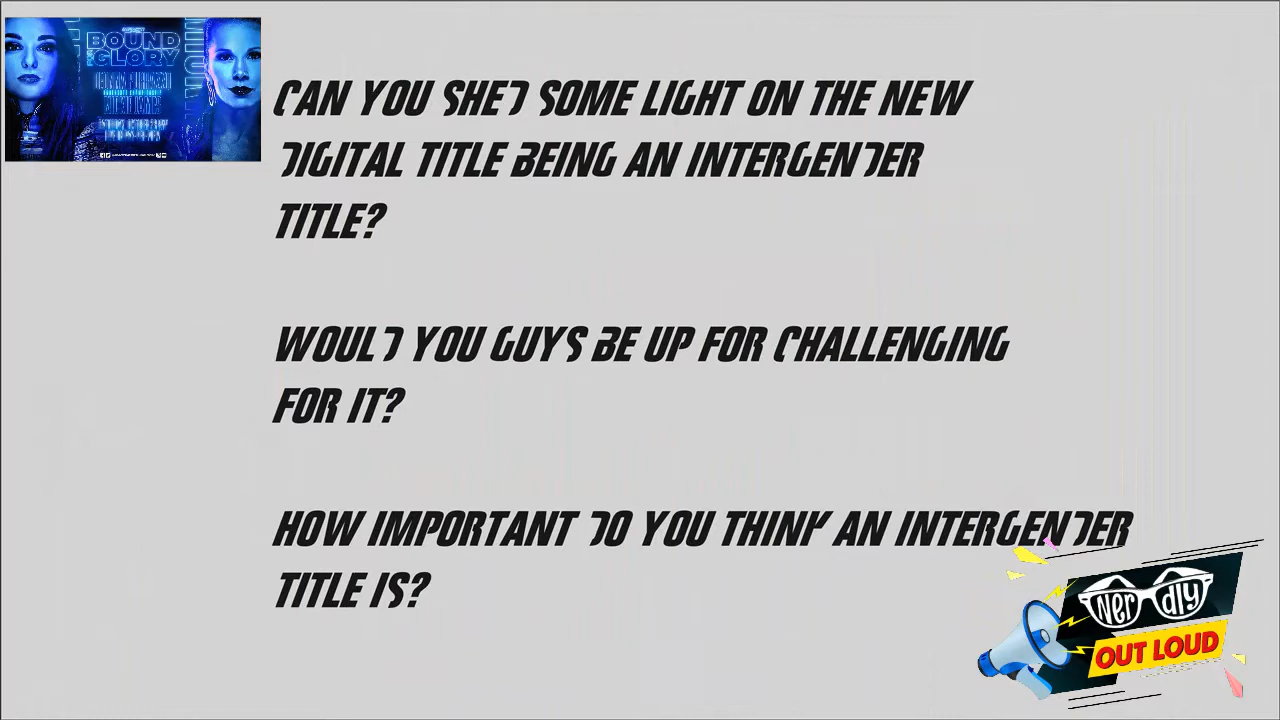 BOUND
FOR GLORY
CAN YOU SHED SOME LIGHT ON THE NEW
DIGITAL TITLE BEING AN INTERGENDER
TITLE?
WOULD YOU GUYS BE UP FOR CHALLENGING
FOR IT?
HOW IMPORTANT DO YOU THINK AN INTERGENDER
TITLE IS?
Nerdly
OUT LOUD